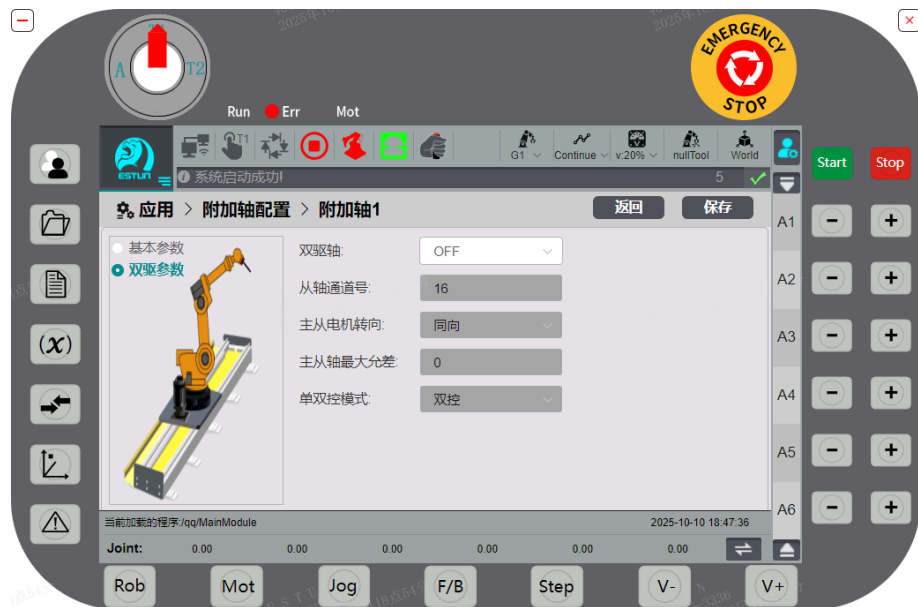 A T2
EMERGENCY
STOP
Run Err Mot
T1
ESTUN
G1 Continue v:20% nullTool World
系统启动成功! 5
Start Stop
应用 > 附加轴配置 > 附加轴1 返回 保存
A1 − +
基本参数
双驱参数
双驱轴: OFF
从轴通道号: 16
主从电机转向: 同向
主从轴最大允差: 0
单双控模式: 双控
A2 − +
(x)
A3 − +
A4 − +
A5 − +
A6 − +
当前加载的程序:/qq/MainModule 2025-10-10 18:47:36
Joint: 0.00 0.00 0.00 0.00 0.00 0.00
Rob Mot Jog F/B Step V- V+